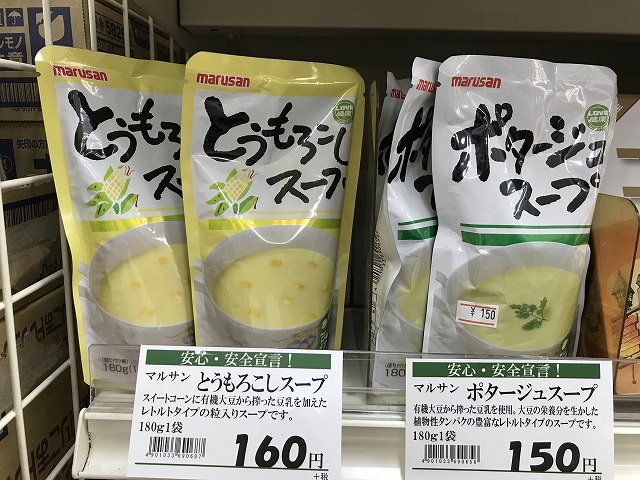 marusan
とうもろこし
スープ
marusan
とうもろこし
スープ
LOVE
marusan
ポタージュ
スープ
LOVE
¥150
180g(1
180
安心・安全宣言！
マルサン とうもろこしスープ
スイートコーンに有機大豆から搾った豆乳を加えた
レトルトタイプの粒入りスープです。
180g1袋
4901033690687
160円
+税
安心・安全宣言！
マルサン ポタージュスープ
有機大豆から搾った豆乳を使用。大豆の栄養分を生かした
植物性タンパクの豊富なレトルトタイプのスープです。
180g1袋
4901033690656
150円
+税